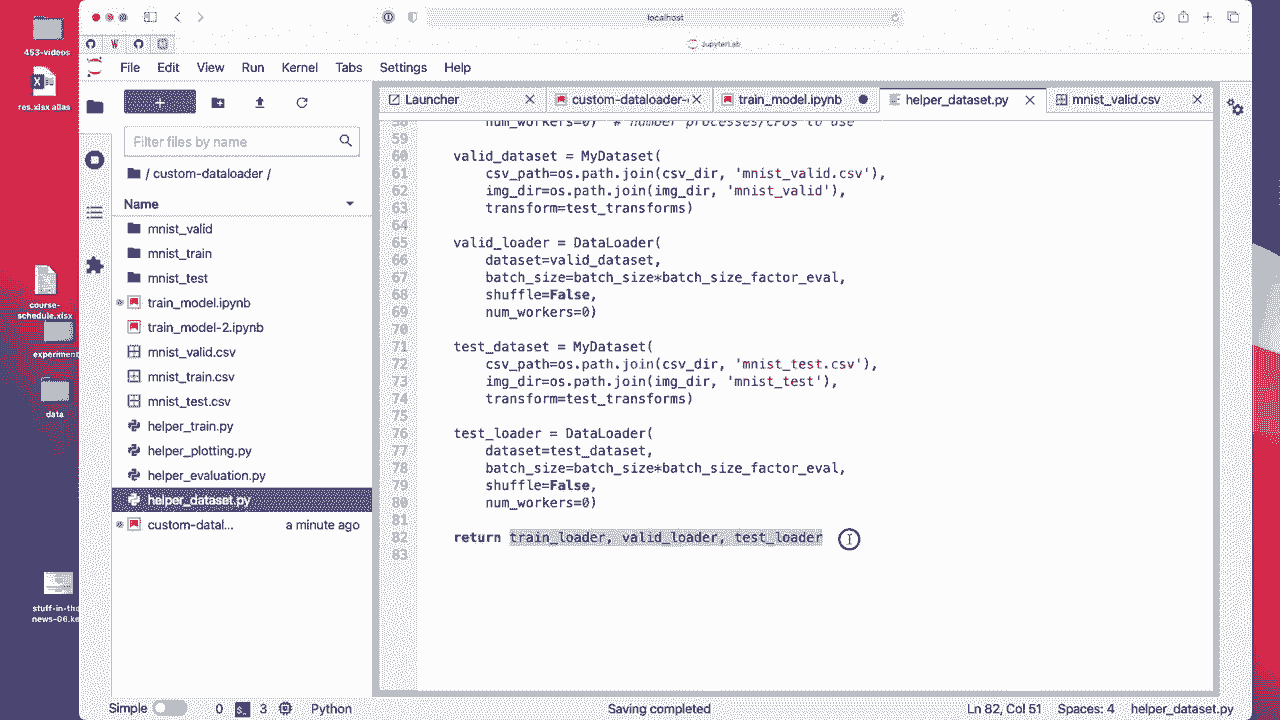 localhost
JupyterLab
File Edit View Run Kernel Tabs Settings Help
453-videos
res.xlsx alias
course-schedule.xlsx
experiment
data
stuff-in-the
news-06.ke
Filter files by name
/ custom-dataloader /
Name
mnist_valid
mnist_train
mnist_test
train_model.ipynb
train_model-2.ipynb
mnist_valid.csv
mnist_train.csv
mnist_test.csv
helper_train.py
helper_plotting.py
helper_evaluation.py
helper_dataset.py
custom-datal... a minute ago
Launcher custom-dataloader- train_model.ipynb helper_dataset.py mnist_valid.csv
58 num_workers=0) # number processes/CPUs to use
59
60 valid_dataset = MyDataset(
61 csv_path=os.path.join(csv_dir, 'mnist_valid.csv'),
62 img_dir=os.path.join(img_dir, 'mnist_valid'),
63 transform=test_transforms)
64
65 valid_loader = DataLoader(
66 dataset=valid_dataset,
67 batch_size=batch_size*batch_size_factor_eval,
68 shuffle=False,
69 num_workers=0)
70
71 test_dataset = MyDataset(
72 csv_path=os.path.join(csv_dir, 'mnist_test.csv'),
73 img_dir=os.path.join(img_dir, 'mnist_test'),
74 transform=test_transforms)
75
76 test_loader = DataLoader(
77 dataset=test_dataset,
78 batch_size=batch_size*batch_size_factor_eval,
79 shuffle=False,
80 num_workers=0)
81
82 return train_loader, valid_loader, test_loader
83
Simple 0 3 Python Saving completed Ln 82, Col 51 Spaces: 4 helper_dataset.py